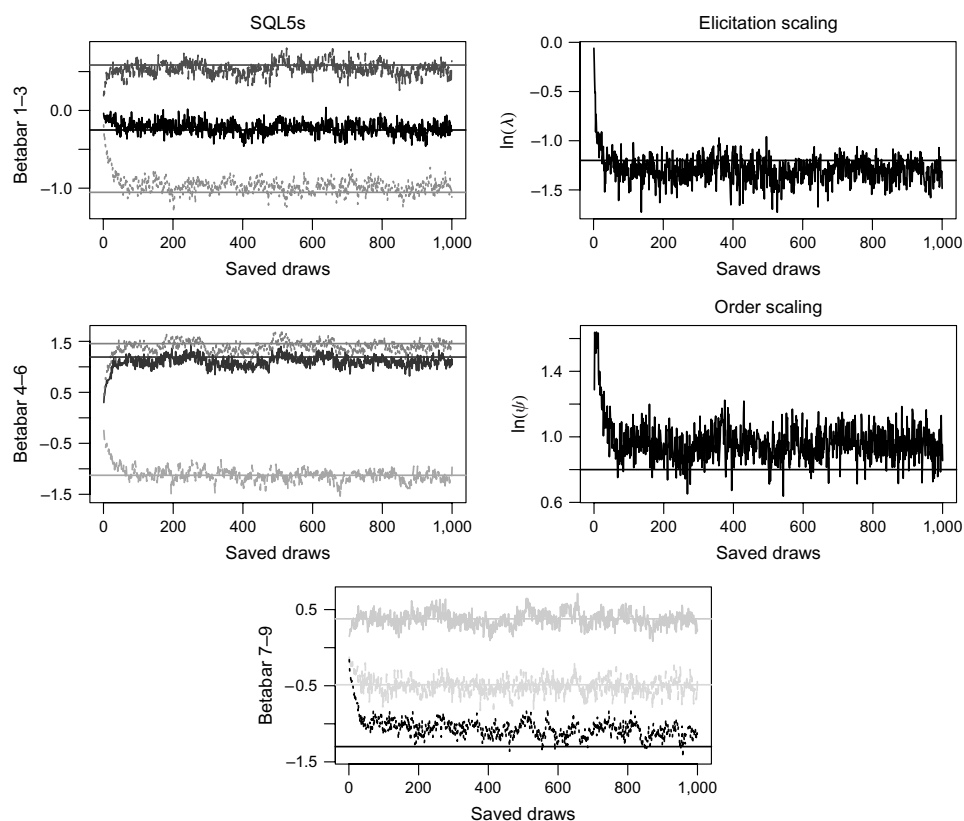 SQL5s
Betabar 1–3
0.0
−1.0
0 200 400 600 800 1,000
Saved draws
Elicitation scaling
ln(λ)
0.0
−0.5
−1.0
−1.5
0 200 400 600 800 1,000
Saved draws
Betabar 4–6
1.5
0.5
−0.5
−1.5
0 200 400 600 800 1,000
Saved draws
Order scaling
ln(ψ)
1.4
1.0
0.6
0 200 400 600 800 1,000
Saved draws
Betabar 7–9
0.5
−0.5
−1.5
0 200 400 600 800 1,000
Saved draws